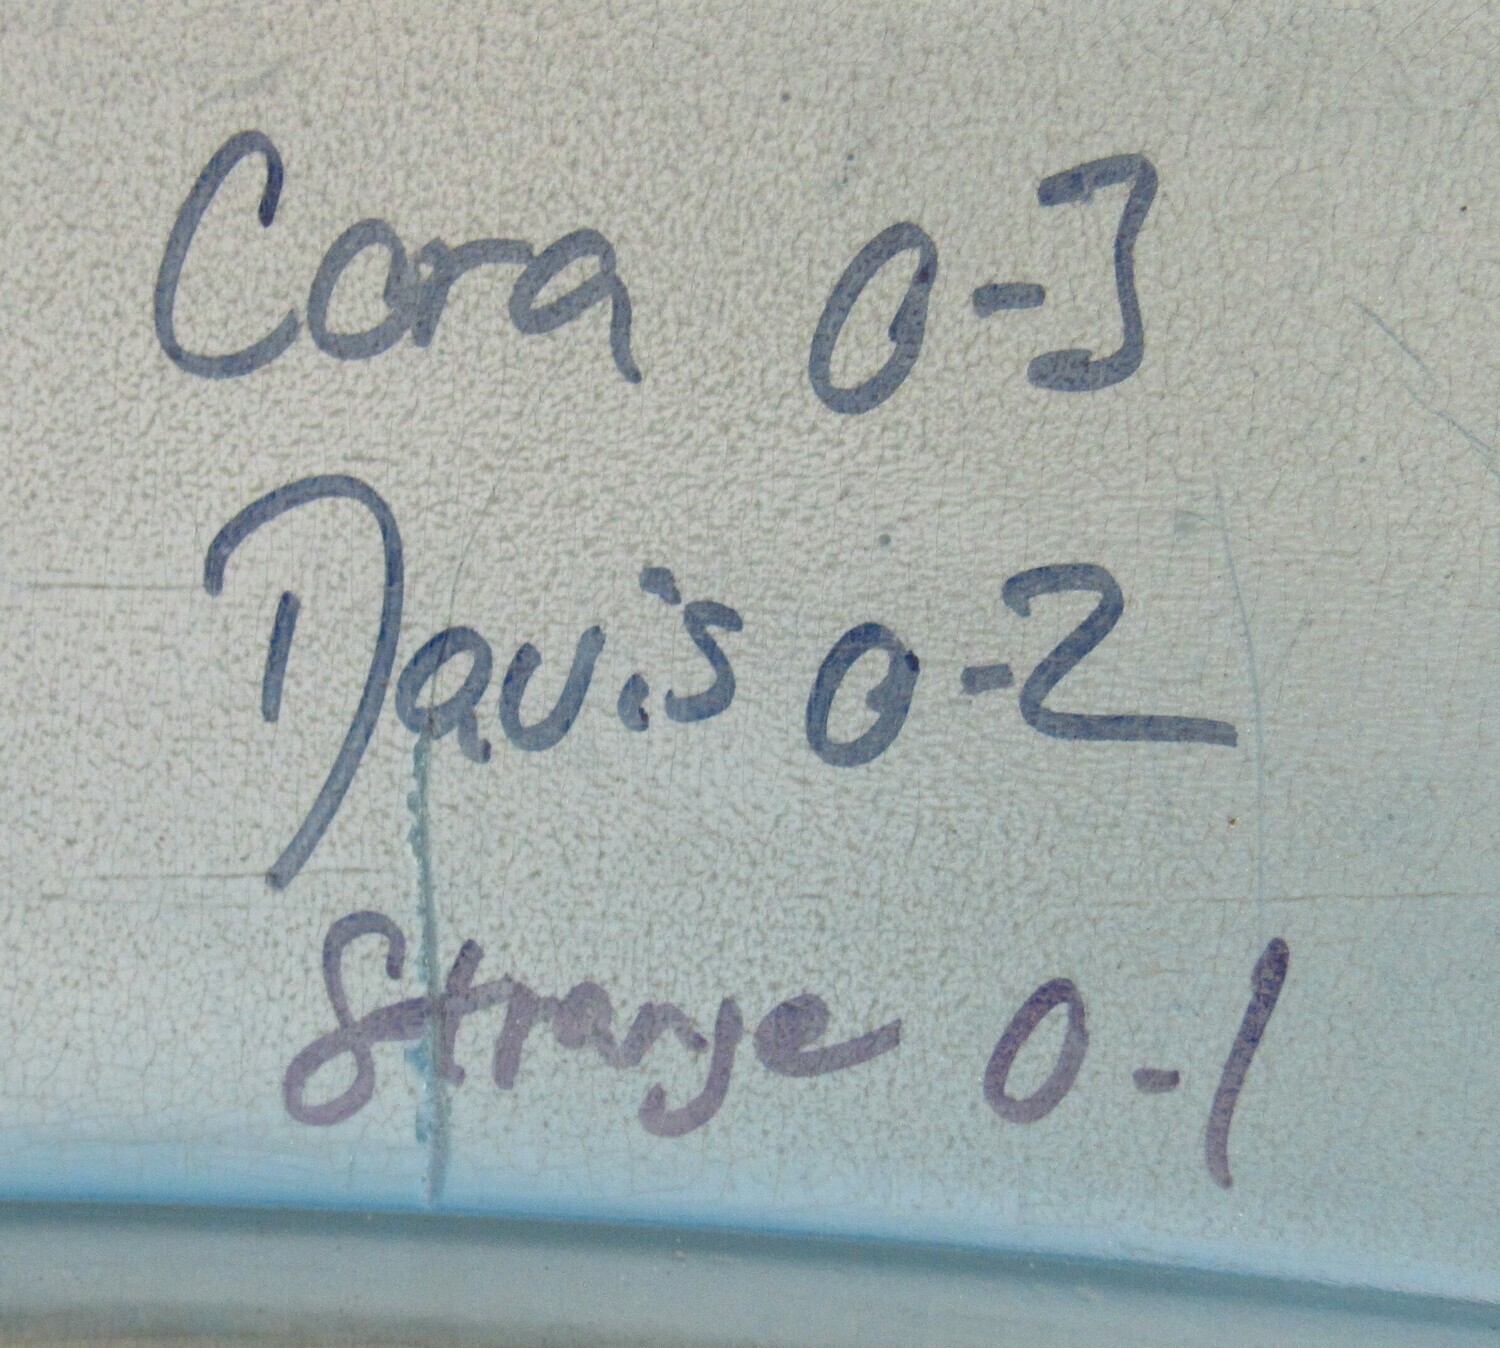 Cora 0-3
Davis 0-2
Strange 0-1